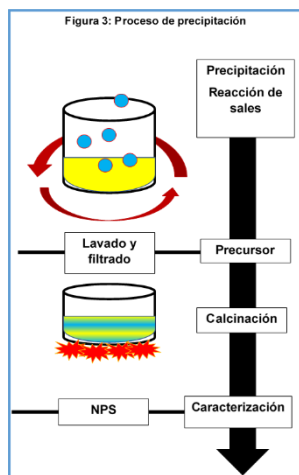 Figura 3: Proceso de precipitación
Precipitación
Reacción de
sales
Lavado y
filtrado
Precursor
Calcinación
NPS
Caracterización